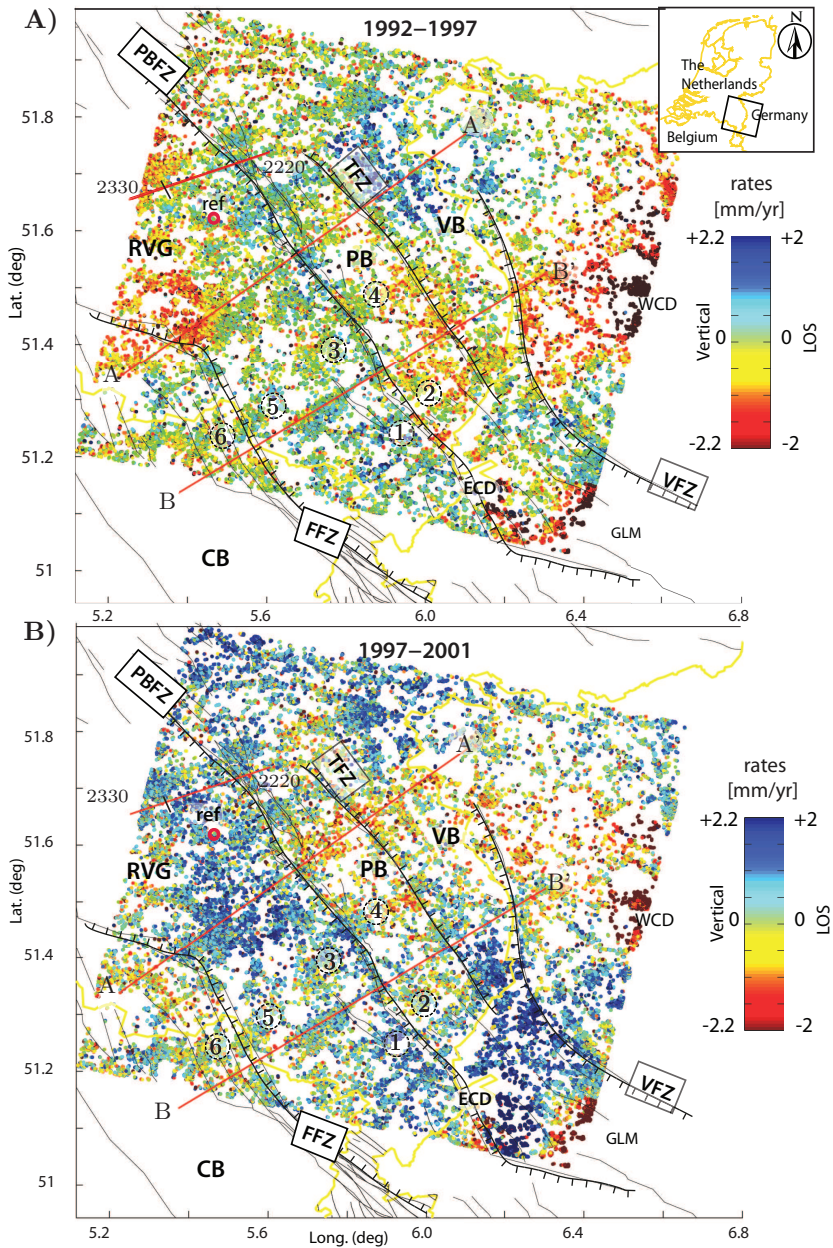 A)
1992–1997
N
The
Netherlands
Germany
Belgium
PBFZ
A'
51.8
2220
TFZ
2330
ref
51.6
RVG
VB
PB
B'
4
WCD
51.4
3
A
2
5
1
6
51.2
B
ECD
VFZ
FFZ
GLM
CB
51
Lat. (deg)
rates
[mm/yr]
+2.2
+2
Vertical
0
0
LOS
-2.2
-2
5.2
5.6
6.0
6.4
6.8
B)
1997–2001
PBFZ
A'
51.8
TFZ
2220
2330
ref
51.6
VB
RVG
PB
B'
4
WCD
51.4
3
A
2
5
1
6
51.2
B
ECD
VFZ
FFZ
GLM
CB
51
Lat. (deg)
rates
[mm/yr]
+2.2
+2
Vertical
0
0
LOS
-2.2
-2
5.2
5.6
6.0
6.4
6.8
Long. (deg)